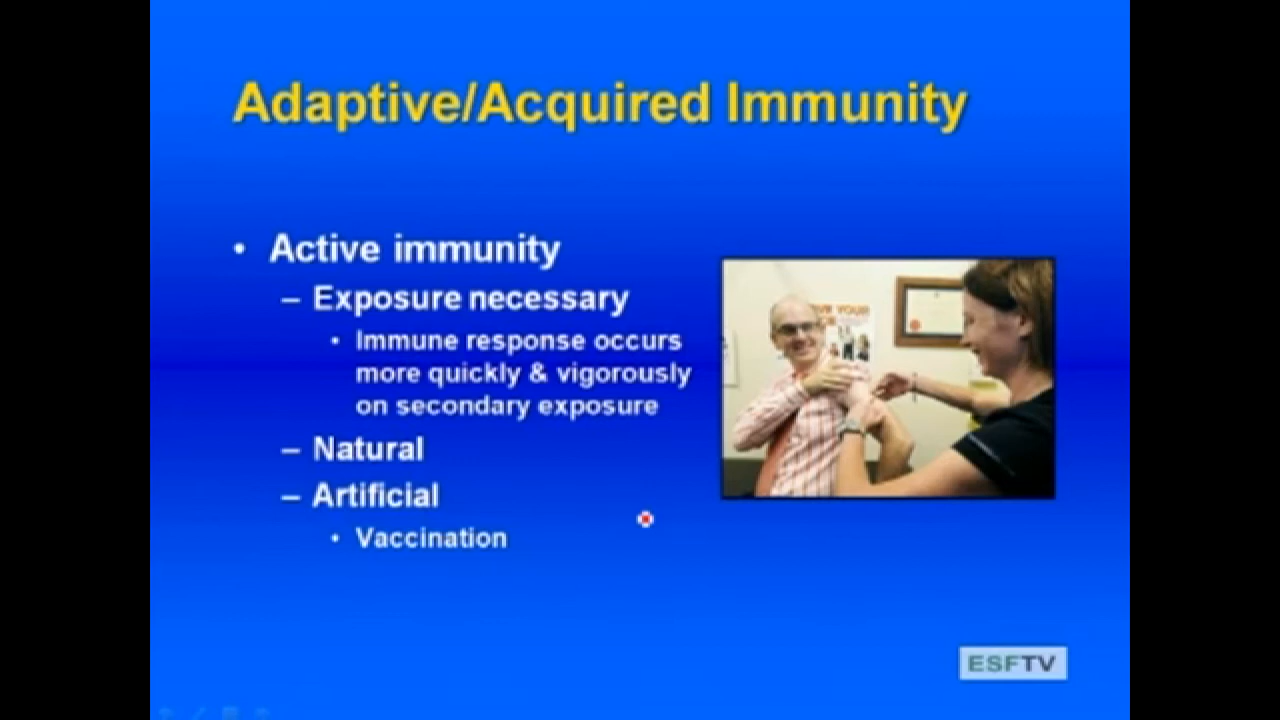 Adaptive/Acquired Immunity
• Active immunity
– Exposure necessary
• Immune response occurs
more quickly & vigorously
on secondary exposure
– Natural
– Artificial
• Vaccination
ESFTV